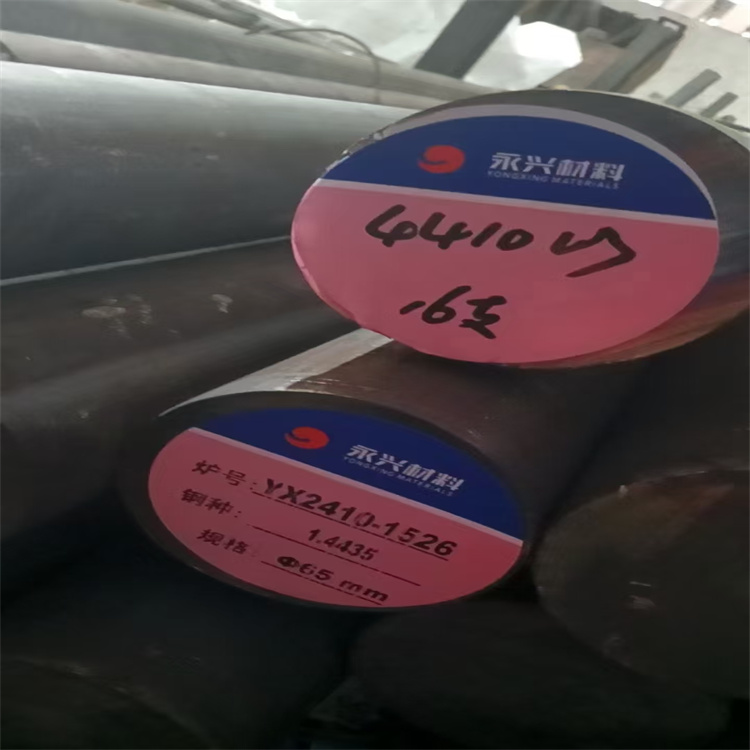 永兴材料
YONGXING MATERIALS
4410
16支
永兴材料
YONGXING MATERIALS
炉号:YX2410-1526
钢种: 1.4435
规格: Φ65 mm